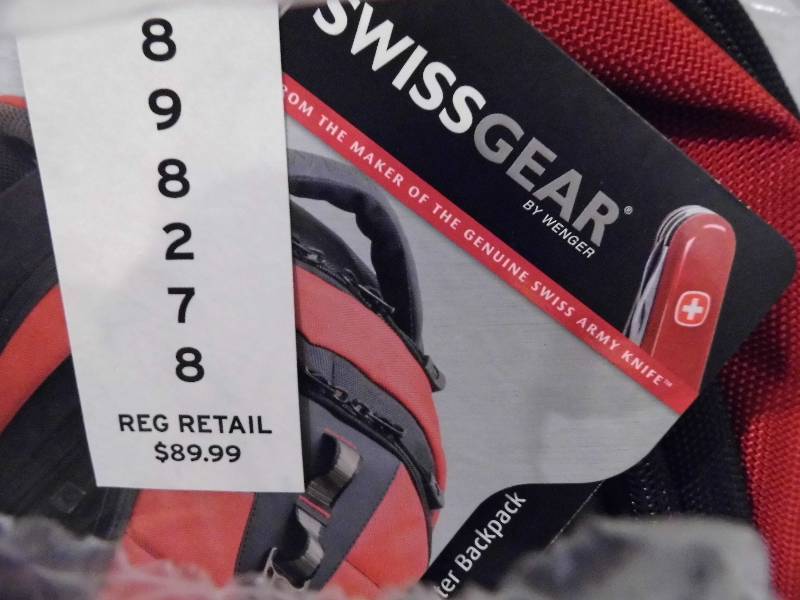 8
9
8
2
7
8
REG RETAIL
$89.99
SWISSGEAR®
BY WENGER
FROM THE MAKER OF THE GENUINE SWISS ARMY KNIFE™
Backpack